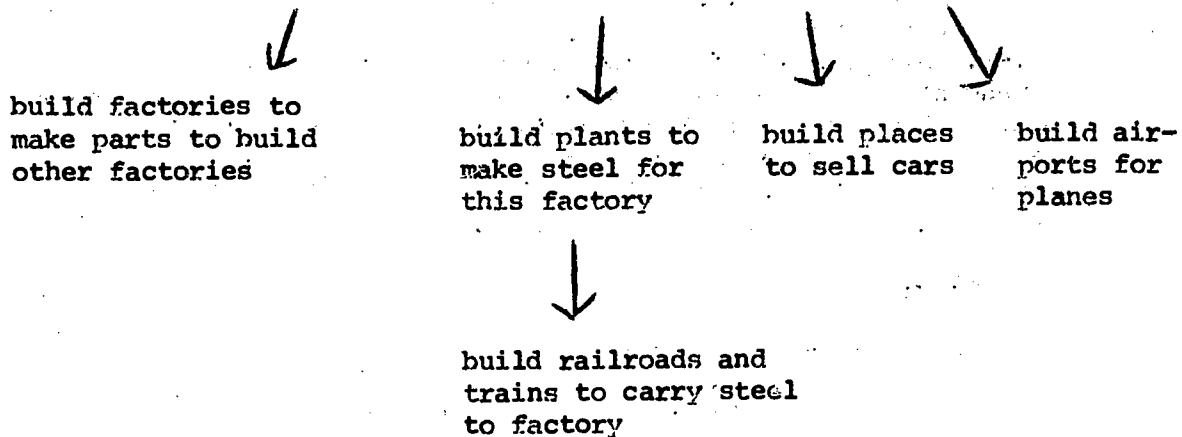 build factories to
make parts to build
other factories
build plants to
make steel for
this factory
build places
to sell cars
build air-
ports for
planes
build railroads and
trains to carry steel
to factory